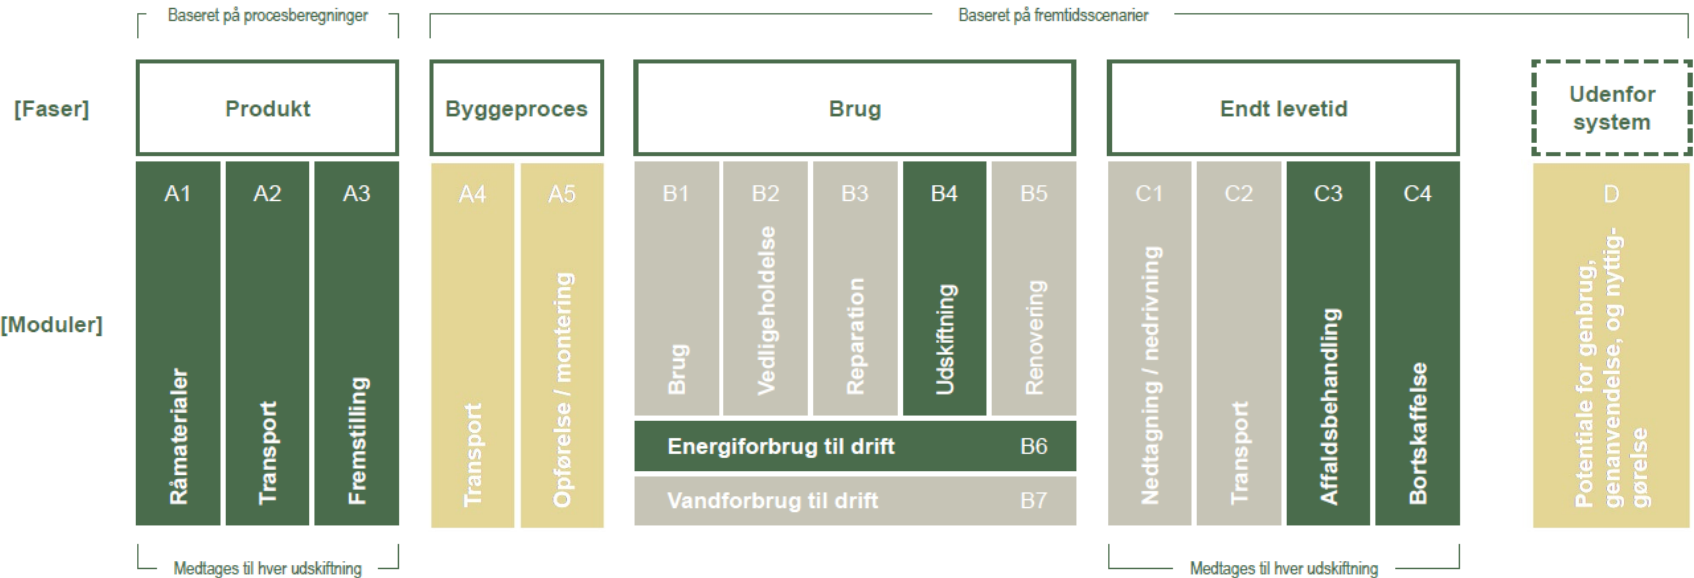 Baseret på procesberegninger
Baseret på fremtidsscenarier
[Faser]
Produkt
Byggeproces
Brug
Endt levetid
Udenfor
system
[Moduler]
A1
Råmaterialer
A2
Transport
A3
Fremstilling
A4
Transport
A5
Opførelse / montering
B1
Brug
B2
Vedligeholdelse
B3
Reparation
B4
Udskiftning
B5
Renovering
Energiforbrug til drift B6
Vandforbrug til drift B7
C1
Nedtagning / nedrivning
C2
Transport
C3
Affaldsbehandling
C4
Bortskaffelse
D
Potentiale for genbrug,
genanvendelse, og nyttig-
gørelse
Medtages til hver udskiftning
Medtages til hver udskiftning